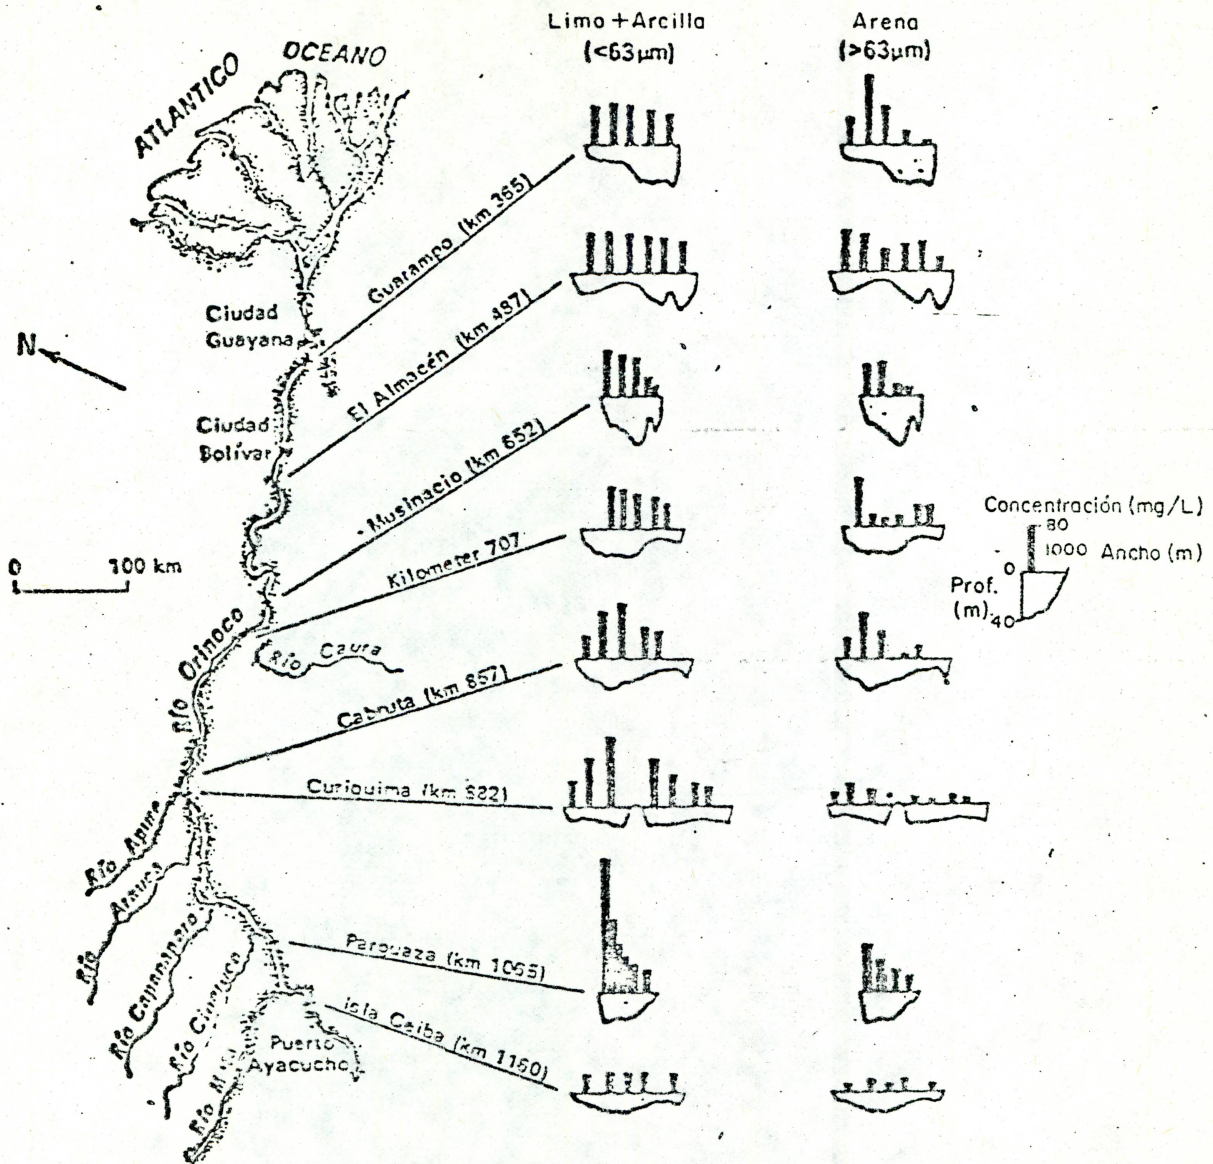 Limo + Arcilla
(<63µm)
Arena
(>63µm)
OCEANO
ATLANTICO
Guarampo (km 365)
Ciudad
Guayana
N
El Almacén (km 487)
Ciudad
Bolívar
Musinacio (km 652)
Concentración (mg/L)
80
1000 Ancho (m)
0
Prof.
(m)
40
0 100 km
Kilometer 707
Río Orinoco
Río Caura
Cabruta (km 857)
Curiquima (km 922)
Río Apure
Río Arauca
Parguaza (km 1065)
Río Capanaparo
Río Cinaruco
Isla Ceiba (km 1160)
Puerto
Ayacucho
Río